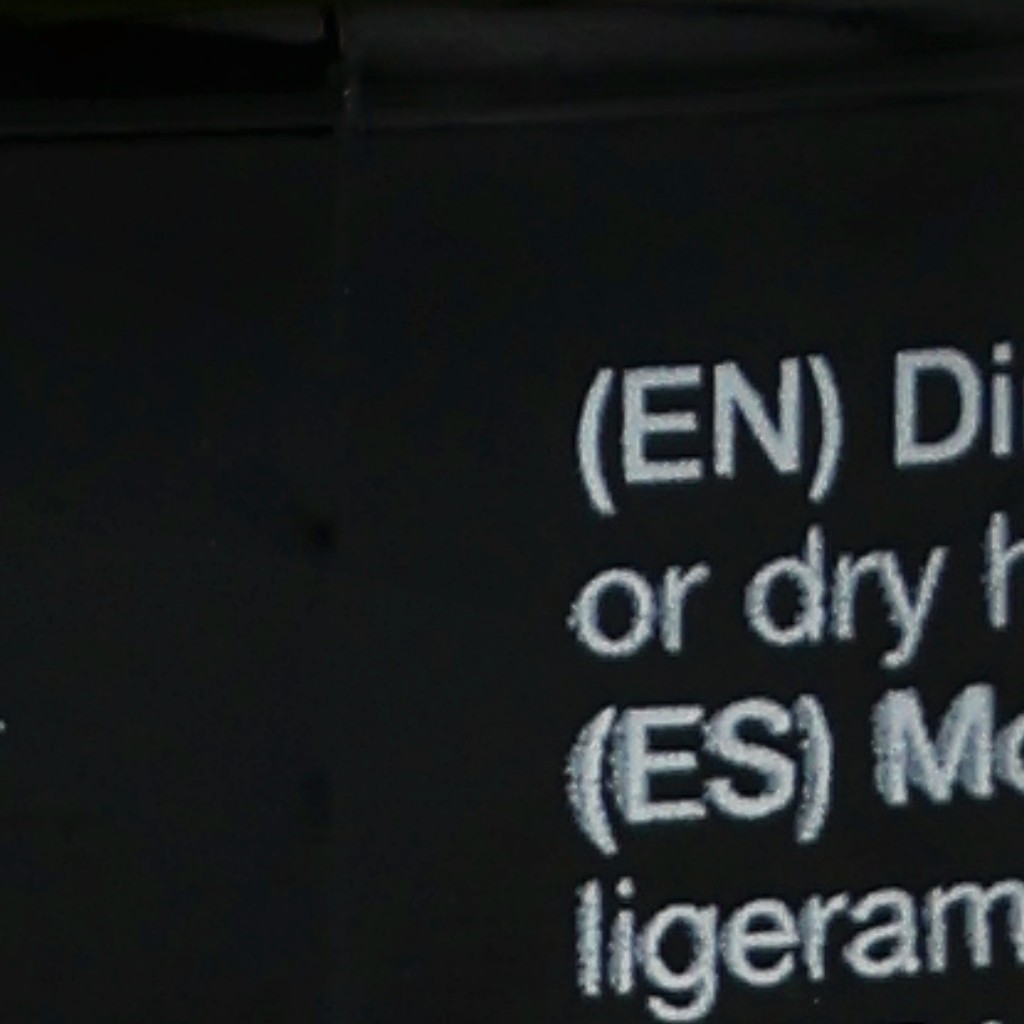 (EN) Di
or dry h
(ES) Mo
ligeram